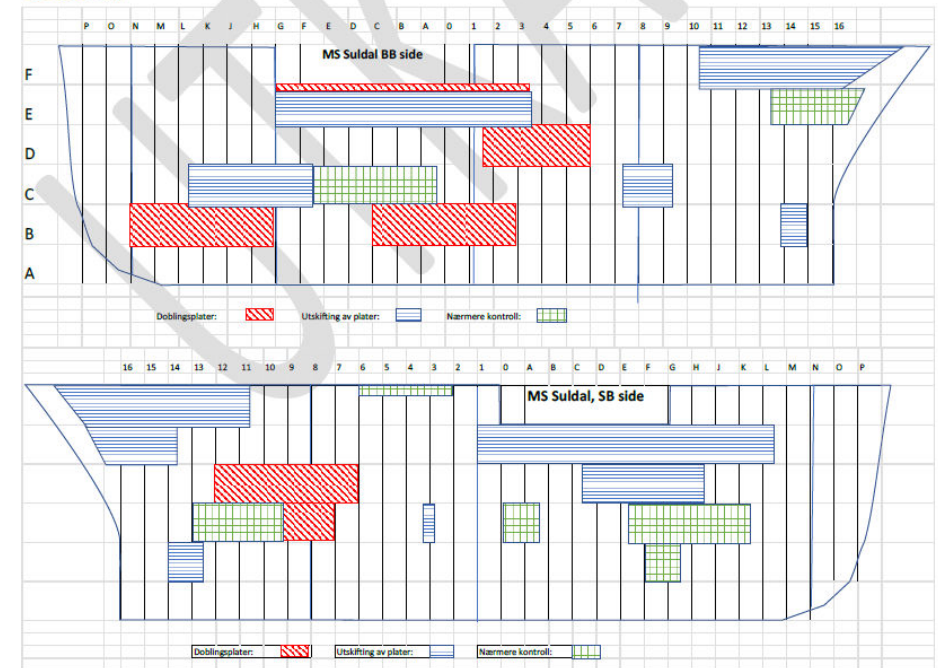 P O N M L K J H G F E D C B A 0 1 2 3 4 5 6 7 8 9 10 11 12 13 14 15 16
MS Suldal BB side
F
E
D
C
B
A
Doblingsplater: Utskifting av plater: Nærmere kontroll:
16 15 14 13 12 11 10 9 8 7 6 5 4 3 2 1 0 A B C D E F G H J K L M N O P
MS Suldal, SB side
Doblingsplater: Utskifting av plater: Nærmere kontroll:
UTKA